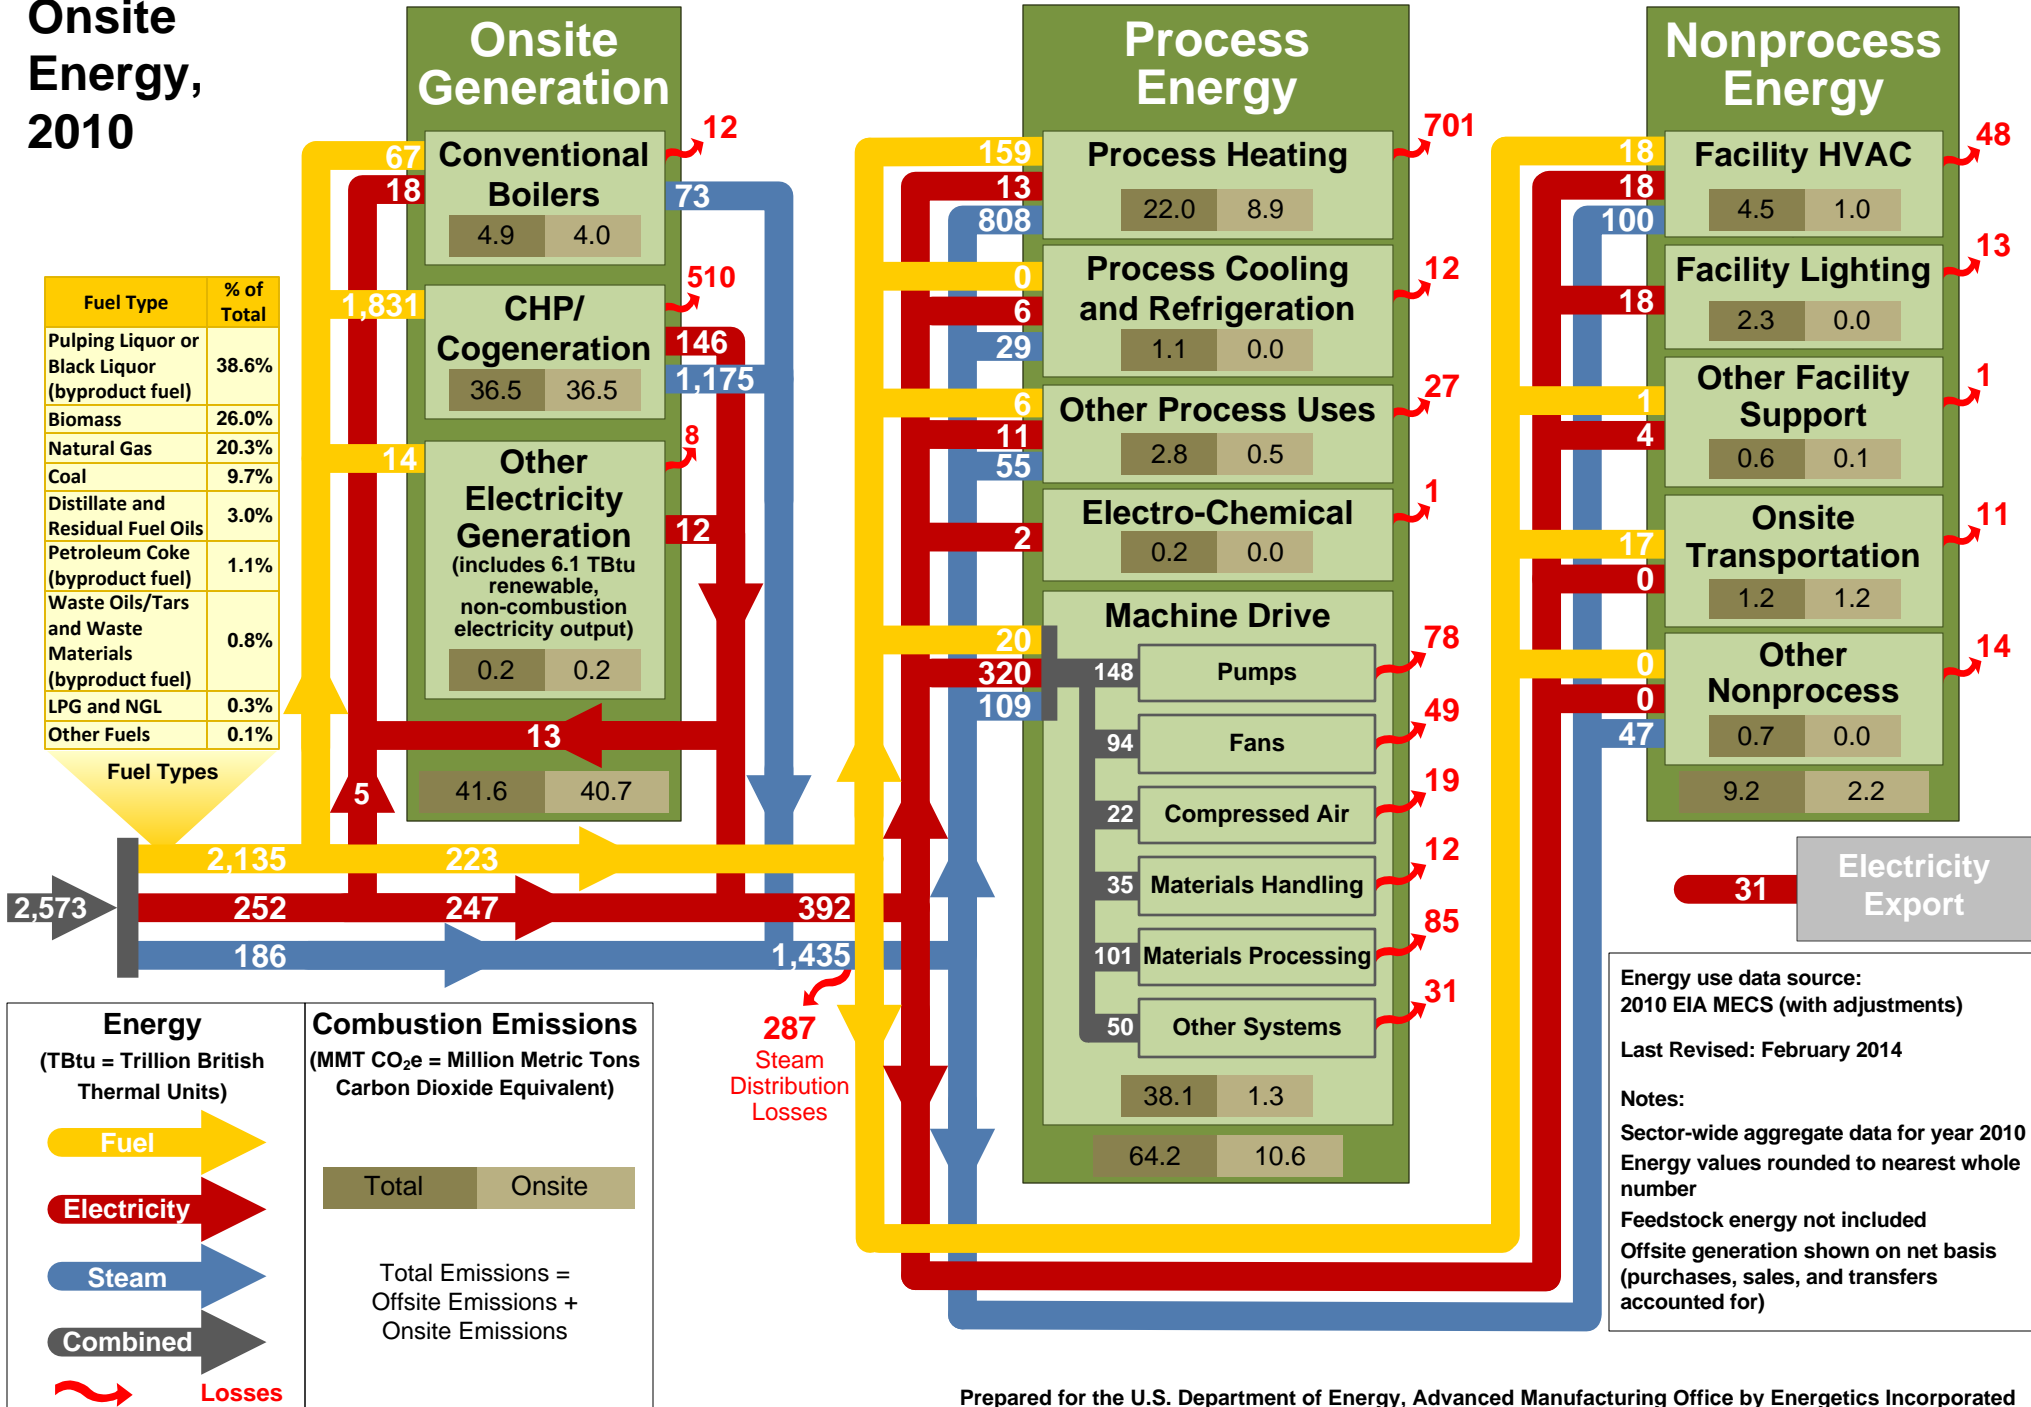 Onsite
Energy,
2010
Fuel Type
% of
Total
Pulping Liquor or
Black Liquor
(byproduct fuel)
38.6%
Biomass
26.0%
Natural Gas
20.3%
Coal
9.7%
Distillate and
Residual Fuel Oils
3.0%
Petroleum Coke
(byproduct fuel)
1.1%
Waste Oils/Tars
and Waste
Materials
(byproduct fuel)
0.8%
LPG and NGL
0.3%
Other Fuels
0.1%
Fuel Types
2,573
2,135
252
186
223
247
5
13
392
1,435
287
Steam
Distribution
Losses
Onsite
Generation
67
18
Conventional
Boilers
4.9 4.0
12
73
1,831
CHP/
Cogeneration
36.5 36.5
510
146
1,175
14
Other
Electricity
Generation
(includes 6.1 TBtu
renewable,
non-combustion
electricity output)
0.2 0.2
8
12
41.6 40.7
Process
Energy
159
13
808
Process Heating
22.0 8.9
701
0
6
29
Process Cooling
and Refrigeration
1.1 0.0
12
6
11
55
Other Process Uses
2.8 0.5
27
2
Electro-Chemical
0.2 0.0
1
20
320
109
Machine Drive
148
Pumps
78
94
Fans
49
22
Compressed Air
19
35
Materials Handling
12
101
Materials Processing
85
50
Other Systems
31
38.1 1.3
64.2 10.6
Nonprocess
Energy
18
18
100
Facility HVAC
4.5 1.0
48
18
Facility Lighting
2.3 0.0
13
1
4
Other Facility
Support
0.6 0.1
1
17
0
Onsite
Transportation
1.2 1.2
11
0
0
47
Other
Nonprocess
0.7 0.0
14
9.2 2.2
31
Electricity
Export
Energy
(TBtu = Trillion British
Thermal Units)
Fuel
Electricity
Steam
Combined
Losses
Combustion Emissions
(MMT CO₂e = Million Metric Tons
Carbon Dioxide Equivalent)
Total Onsite
Total Emissions =
Offsite Emissions +
Onsite Emissions
Energy use data source:
2010 EIA MECS (with adjustments)
Last Revised: February 2014
Notes:
Sector-wide aggregate data for year 2010
Energy values rounded to nearest whole
number
Feedstock energy not included
Offsite generation shown on net basis
(purchases, sales, and transfers
accounted for)
Prepared for the U.S. Department of Energy, Advanced Manufacturing Office by Energetics Incorporated